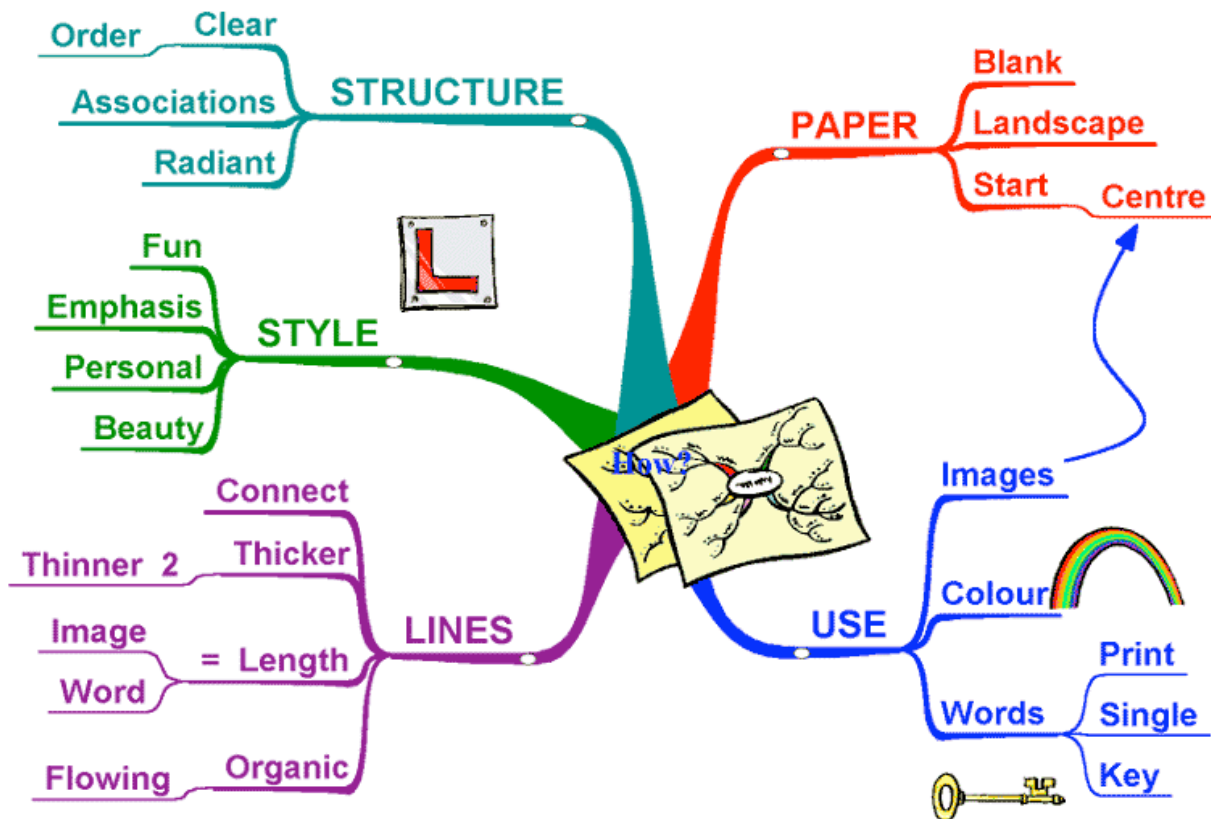 STRUCTURE
Clear
Order
Associations
Radiant
PAPER
Blank
Landscape
Start
Centre
L
STYLE
Fun
Emphasis
Personal
Beauty
How?
LINES
Connect
Thicker
Thinner 2
= Length
Image
Word
Organic
Flowing
USE
Images
Colour
Words
Print
Single
Key